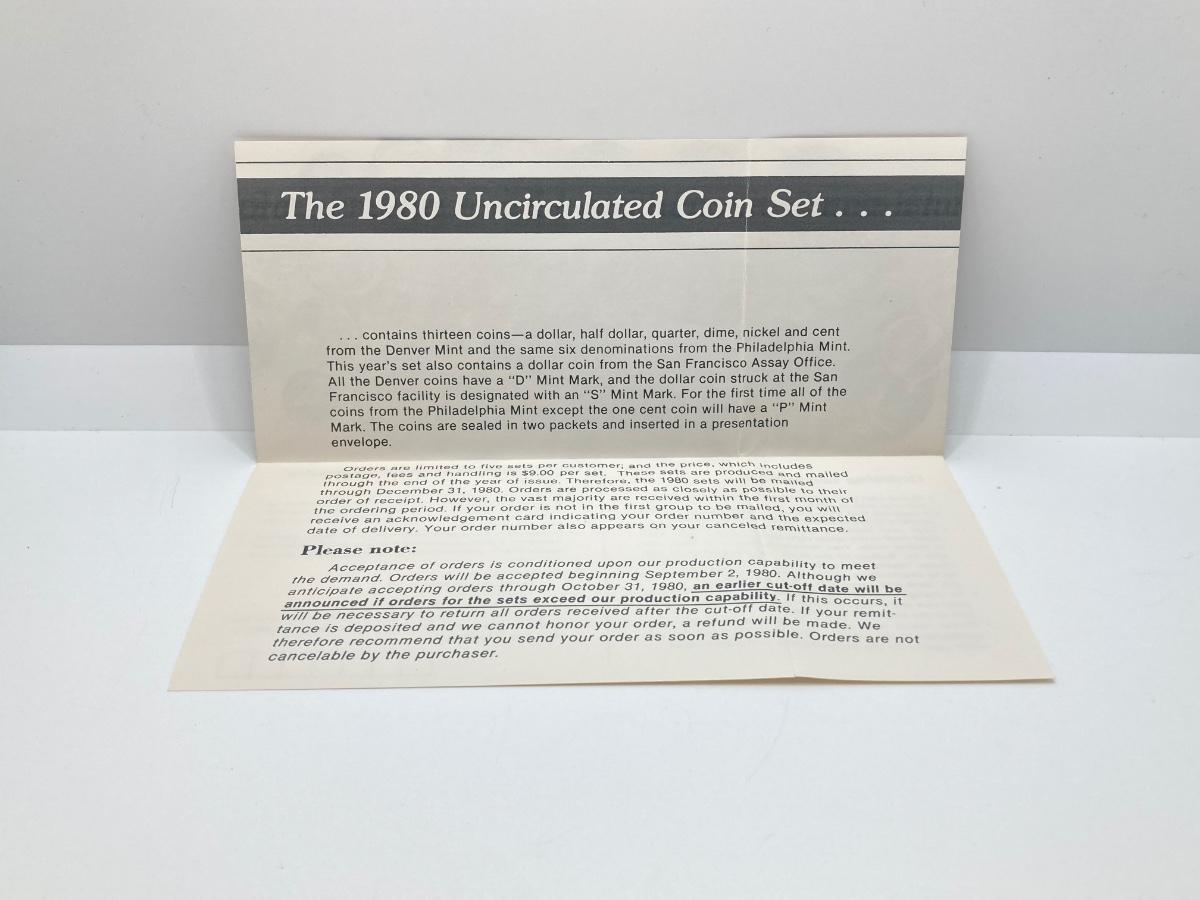 The 1980 Uncirculated Coin Set . . .
. . . contains thirteen coins—a dollar, half dollar, quarter, dime, nickel and cent
from the Denver Mint and the same six denominations from the Philadelphia Mint.
This year's set also contains a dollar coin from the San Francisco Assay Office.
All the Denver coins have a "D" Mint Mark, and the dollar coin struck at the San
Francisco facility is designated with an "S" Mint Mark. For the first time all of the
coins from the Philadelphia Mint except the one cent coin will have a "P" Mint
Mark. The coins are sealed in two packets and inserted in a presentation
envelope.
Orders are limited to five sets per customer; and the price, which includes
postage, fees and handling is $9.00 per set. These sets are produced and mailed
through the end of the year of issue. Therefore, the 1980 sets will be mailed
through December 31, 1980. Orders are processed as closely as possible to their
order of receipt. However, the vast majority are received within the first month of
the ordering period. If your order is not in the first group to be mailed, you will
receive an acknowledgement card indicating your order number and the expected
date of delivery. Your order number also appears on your canceled remittance.
Please note:
Acceptance of orders is conditioned upon our production capability to meet
the demand. Orders will be accepted beginning September 2, 1980. Although we
anticipate accepting orders through October 31, 1980, an earlier cut-off date will be
announced if orders for the sets exceed our production capability. If this occurs, it
will be necessary to return all orders received after the cut-off date. If your remit-
tance is deposited and we cannot honor your order, a refund will be made. We
therefore recommend that you send your order as soon as possible. Orders are not
cancelable by the purchaser.